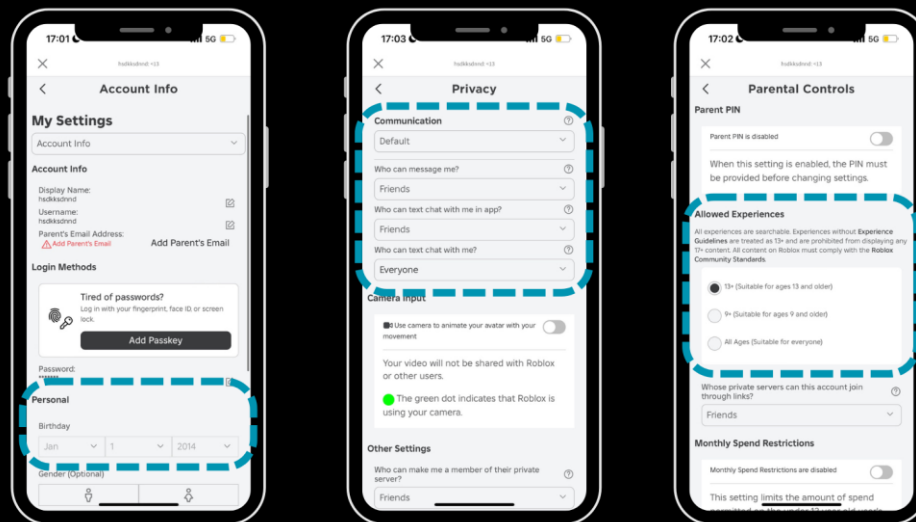 17:01
5G
hsdkksdnnd: <13
Account Info
My Settings
Account Info
Account Info
Display Name:
hsdkksdnnd
Username:
hsdkksdnnd
Parent's Email Address:
Add Parent's Email
Add Parent's Email
Login Methods
Tired of passwords?
Log in with your fingerprint, face ID, or screen
lock.
Add Passkey
Password:
Personal
Birthday
Jan 1 2014
Gender (Optional)
17:03
5G
hsdkksdnnd: <13
Privacy
Communication
Default
Who can message me?
Friends
Who can text chat with me in app?
Friends
Who can text chat with me?
Everyone
Camera Input
Use camera to animate your avatar with your
movement
Your video will not be shared with Roblox
or other users.
The green dot indicates that Roblox is
using your camera.
Other Settings
Who can make me a member of their private
server?
Friends
17:02
5G
hsdkksdnnd: <13
Parental Controls
Parent PIN
Parent PIN is disabled
When this setting is enabled, the PIN must
be provided before changing settings.
Allowed Experiences
All experiences are searchable. Experiences without Experience
Guidelines are treated as 13+ and are prohibited from displaying any
17+ content. All content on Roblox must comply with the Roblox
Community Standards.
13+ (Suitable for ages 13 and older)
9+ (Suitable for ages 9 and older)
All Ages (Suitable for everyone)
Whose private servers can this account join
through links?
Friends
Monthly Spend Restrictions
Monthly Spend Restrictions are disabled
This setting limits the amount of spend